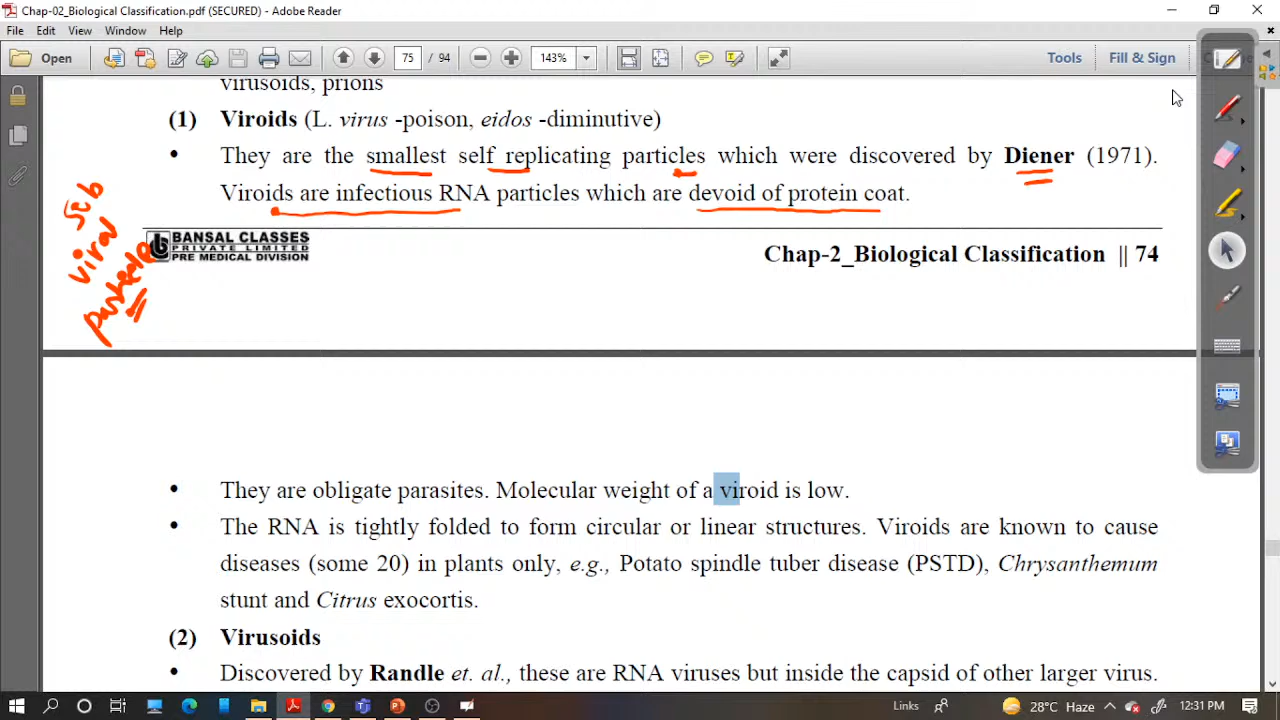 Chap-02_Biological Classification.pdf (SECURED) - Adobe Reader
File Edit View Window Help
Open 75 / 94 143% Tools Fill & Sign
virusoids, prions
(1) Viroids (L. virus -poison, eidos -diminutive)
• They are the smallest self replicating particles which were discovered by Diener (1971).
Viroids are infectious RNA particles which are devoid of protein coat.
Sub
viral
particle
BANSAL CLASSES
PRIVATE LIMITED
PRE MEDICAL DIVISION
Chap-2_Biological Classification || 74
• They are obligate parasites. Molecular weight of a viroid is low.
• The RNA is tightly folded to form circular or linear structures. Viroids are known to cause
diseases (some 20) in plants only, e.g., Potato spindle tuber disease (PSTD), Chrysanthemum
stunt and Citrus exocortis.
(2) Virusoids
• Discovered by Randle et. al., these are RNA viruses but inside the capsid of other larger virus.
Links 28°C Haze 12:31 PM